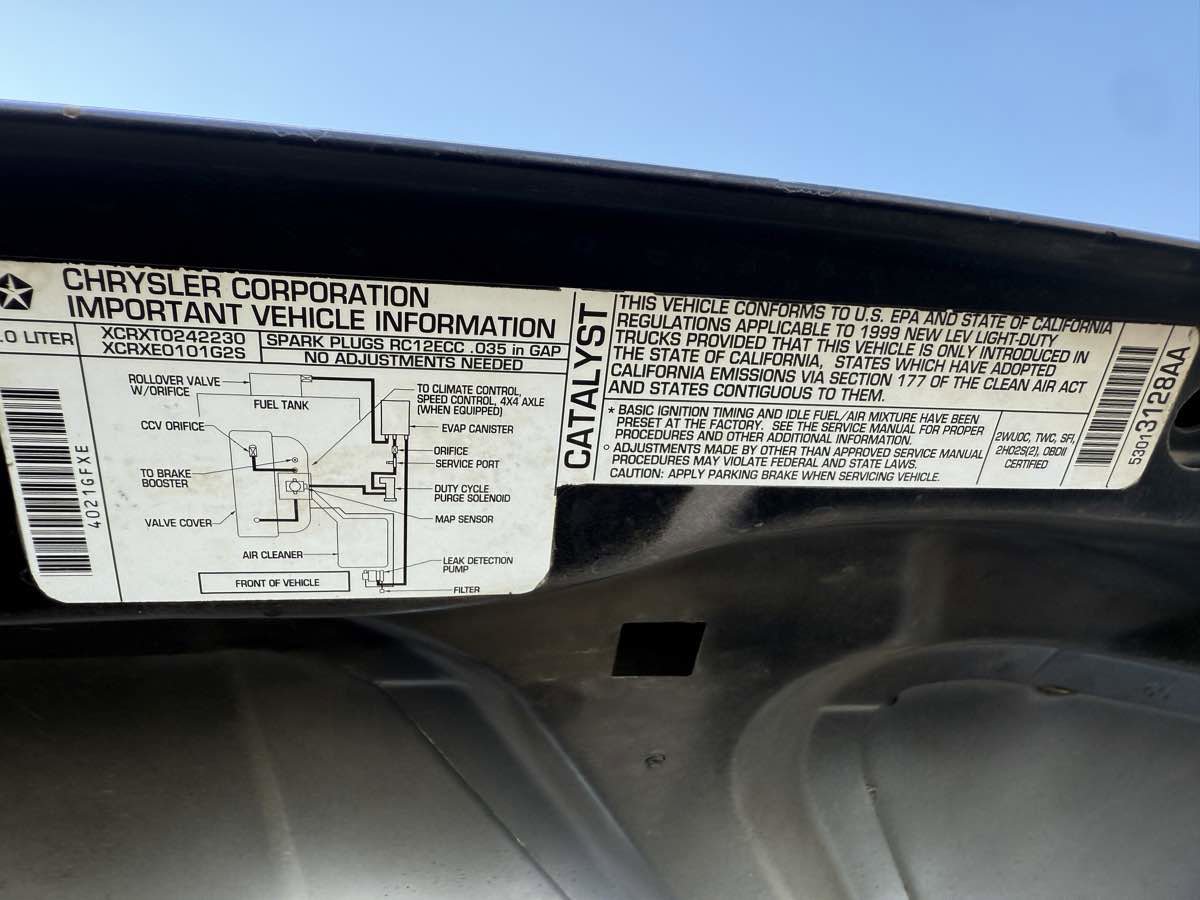 CHRYSLER CORPORATION
IMPORTANT VEHICLE INFORMATION
.0 LITER
XCRXT0242230
XCRXE0101G2S
SPARK PLUGS RC12ECC .035 in GAP
NO ADJUSTMENTS NEEDED
4021GFXE
ROLLOVER VALVE
W/ORIFICE
FUEL TANK
TO CLIMATE CONTROL,
SPEED CONTROL, 4X4 AXLE
(WHEN EQUIPPED)
CCV ORIFICE
EVAP CANISTER
ORIFICE
SERVICE PORT
TO BRAKE
BOOSTER
DUTY CYCLE
PURGE SOLENOID
VALVE COVER
MAP SENSOR
AIR CLEANER
LEAK DETECTION
PUMP
FRONT OF VEHICLE
FILTER
CATALYST
THIS VEHICLE CONFORMS TO U.S. EPA AND STATE OF CALIFORNIA
REGULATIONS APPLICABLE TO 1999 NEW LEV LIGHT-DUTY
TRUCKS PROVIDED THAT THIS VEHICLE IS ONLY INTRODUCED IN
THE STATE OF CALIFORNIA, STATES WHICH HAVE ADOPTED
CALIFORNIA EMISSIONS VIA SECTION 177 OF THE CLEAN AIR ACT
AND STATES CONTIGUOUS TO THEM.
* BASIC IGNITION TIMING AND IDLE FUEL/AIR MIXTURE HAVE BEEN
PRESET AT THE FACTORY. SEE THE SERVICE MANUAL FOR PROPER
PROCEDURES AND OTHER ADDITIONAL INFORMATION.
○ ADJUSTMENTS MADE BY OTHER THAN APPROVED SERVICE MANUAL
PROCEDURES MAY VIOLATE FEDERAL AND STATE LAWS.
CAUTION: APPLY PARKING BRAKE WHEN SERVICING VEHICLE.
2WUOC, TWC, SFI,
2HO2S(2), OBDII
CERTIFIED
53013128AA